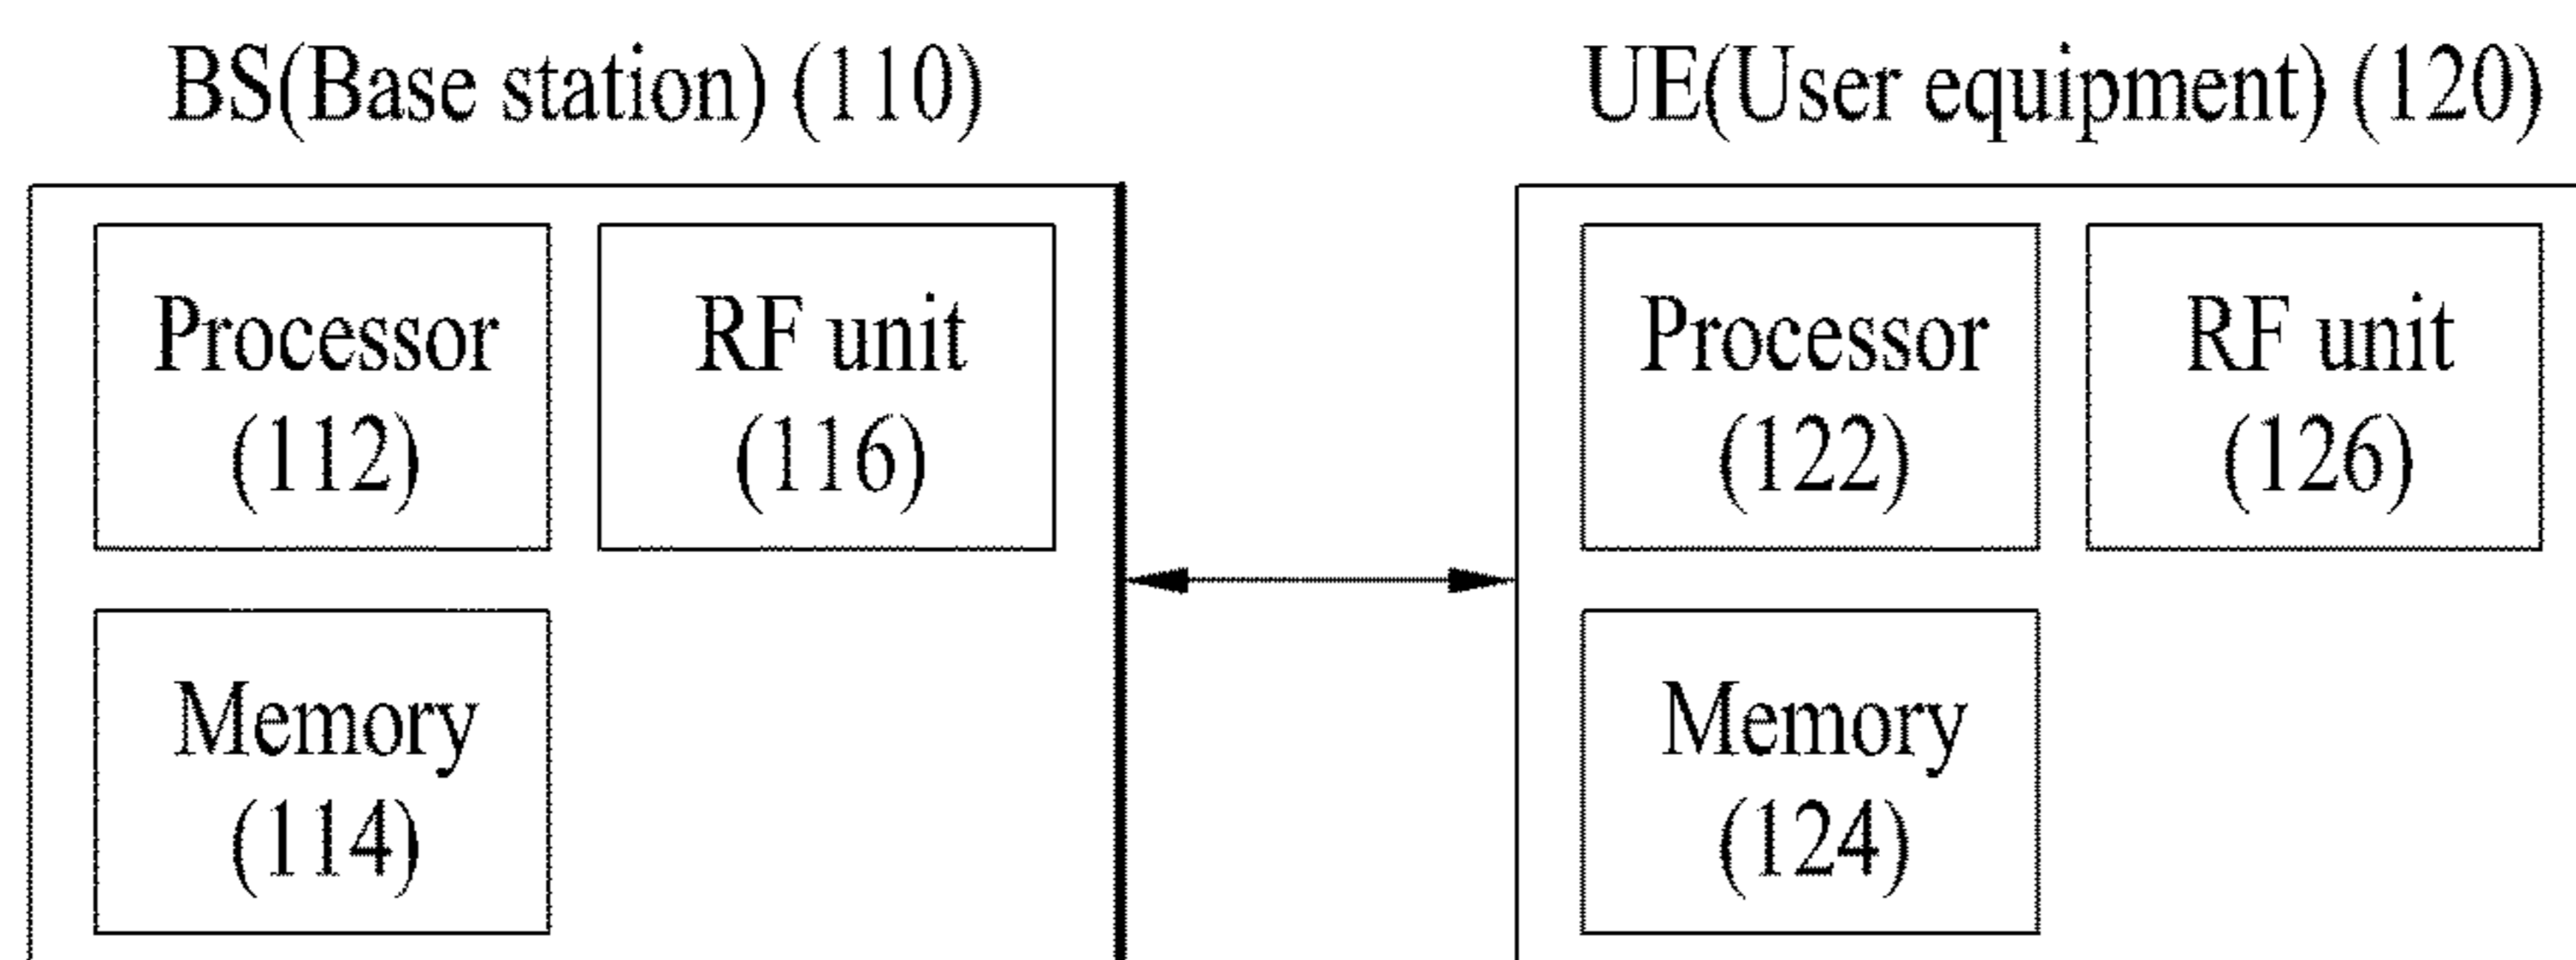 BS(Base station) (110)
Processor
(112)
RF unit
(116)
Memory
(114)
UE(User equipment) (120)
Processor
(122)
RF unit
(126)
Memory
(124)